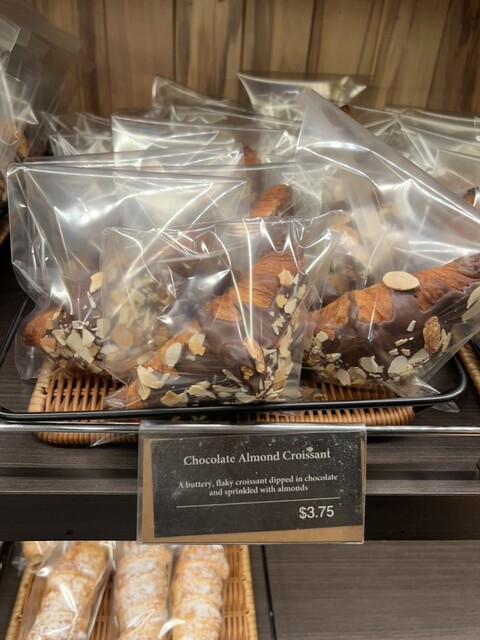 Chocolate Almond Croissant
A buttery, flaky croissant dipped in chocolate
and sprinkled with almonds
$3.75